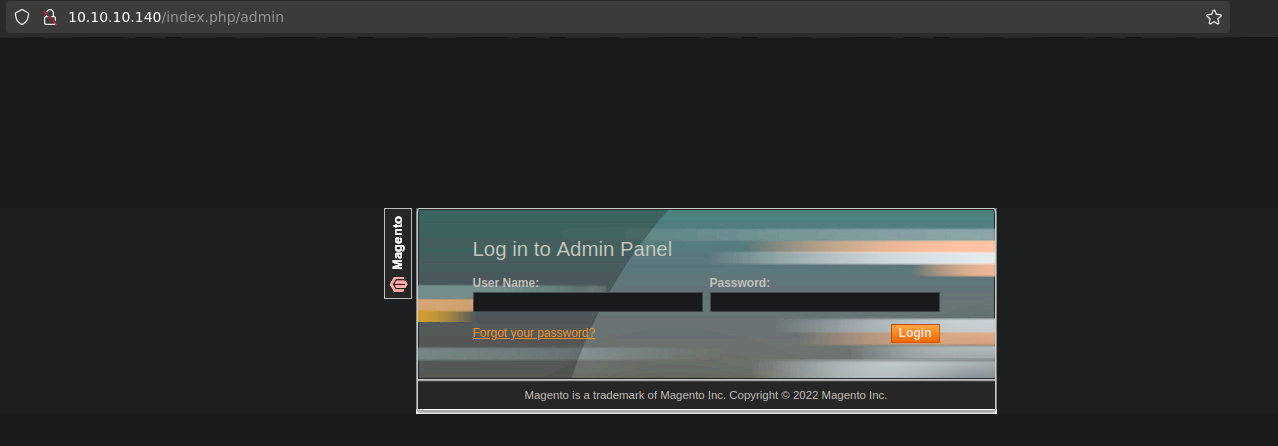 10.10.10.140/index.php/admin
Magento
Log in to Admin Panel
User Name: Password:
Forgot your password? Login
Magento is a trademark of Magento Inc. Copyright © 2022 Magento Inc.